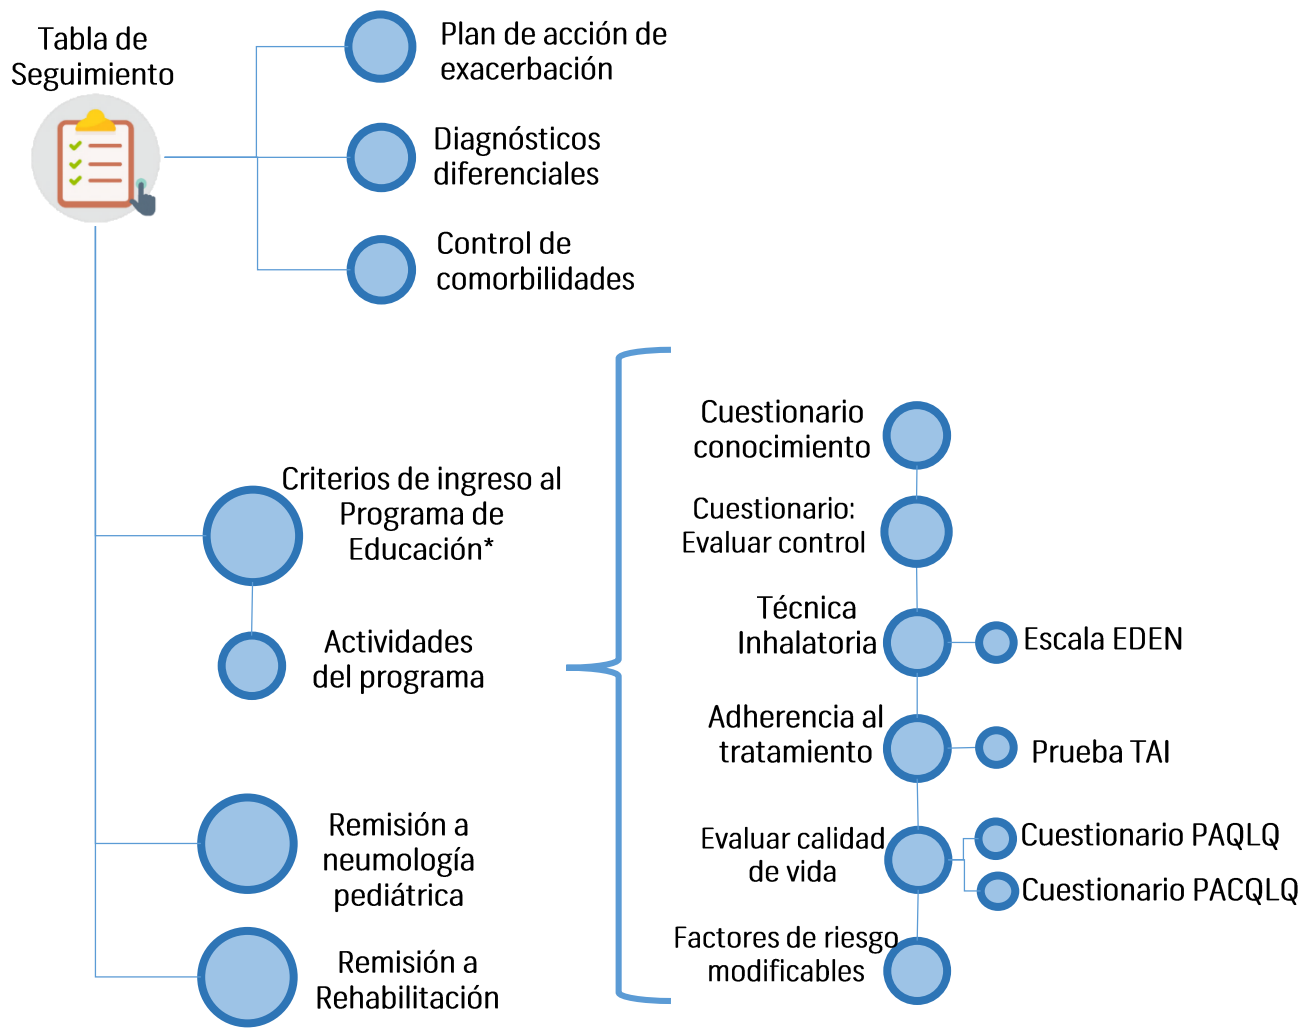 Tabla de
Seguimiento
Plan de acción de
exacerbación
Diagnósticos
diferenciales
Control de
comorbilidades
Criterios de ingreso al
Programa de
Educación*
Actividades
del programa
Remisión a
neumología
pediátrica
Remisión a
Rehabilitación
Cuestionario
conocimiento
Cuestionario:
Evaluar control
Técnica
Inhalatoria
Escala EDEN
Adherencia al
tratamiento
Prueba TAI
Evaluar calidad
de vida
Cuestionario PAQLQ
Cuestionario PACQLQ
Factores de riesgo
modificables